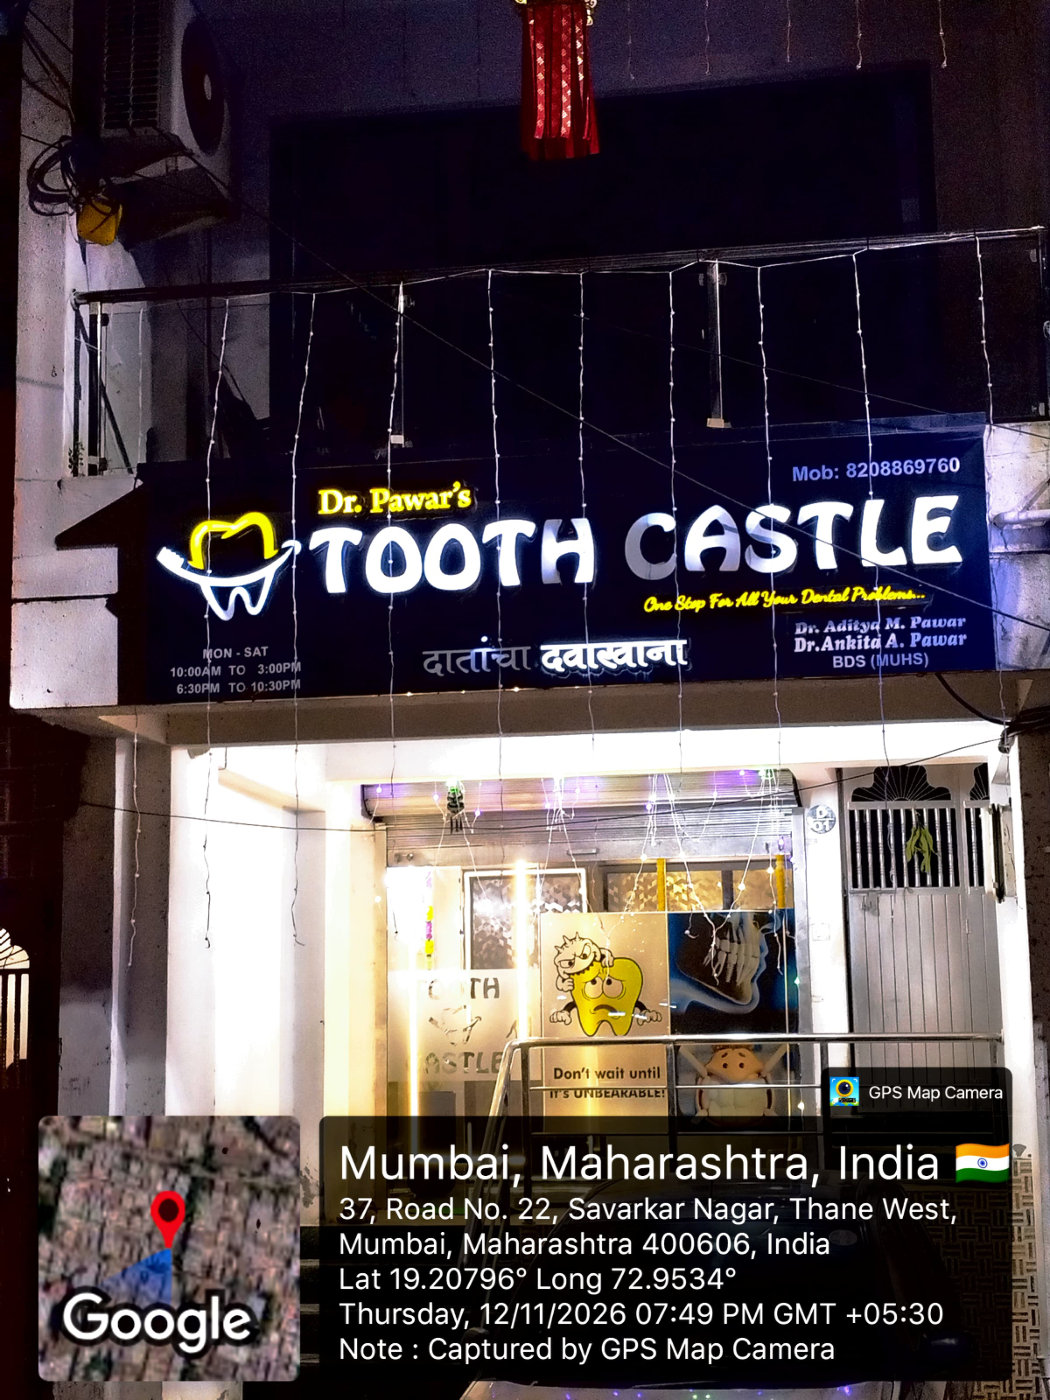 Mob: 8208869760
Dr. Pawar's
TOOTH CASTLE
One Stop For All Your Dental Problems...
Dr. Aditya M. Pawar
Dr. Ankita A. Pawar
BDS (MUHS)
दातांचा दवाखाना
MON - SAT
10:00AM TO 3:00PM
6:30PM TO 10:30PM
Don't wait until
IT'S UNBEARABLE!
GPS Map Camera
Mumbai, Maharashtra, India
37, Road No. 22, Savarkar Nagar, Thane West,
Mumbai, Maharashtra 400606, India
Lat 19.20796° Long 72.9534°
Thursday, 12/11/2026 07:49 PM GMT +05:30
Note : Captured by GPS Map Camera
Google